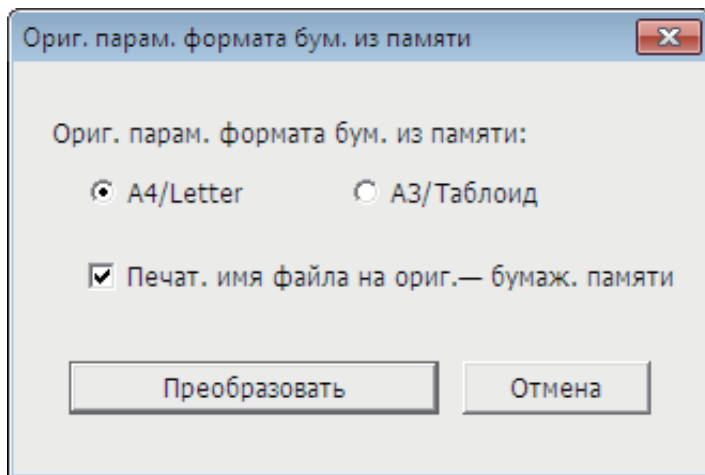 Ориг. парам. формата бум. из памяти
Ориг. парам. формата бум. из памяти:
A4/Letter
A3/Таблоид
Печат. имя файла на ориг.— бумаж. памяти
Преобразовать
Отмена